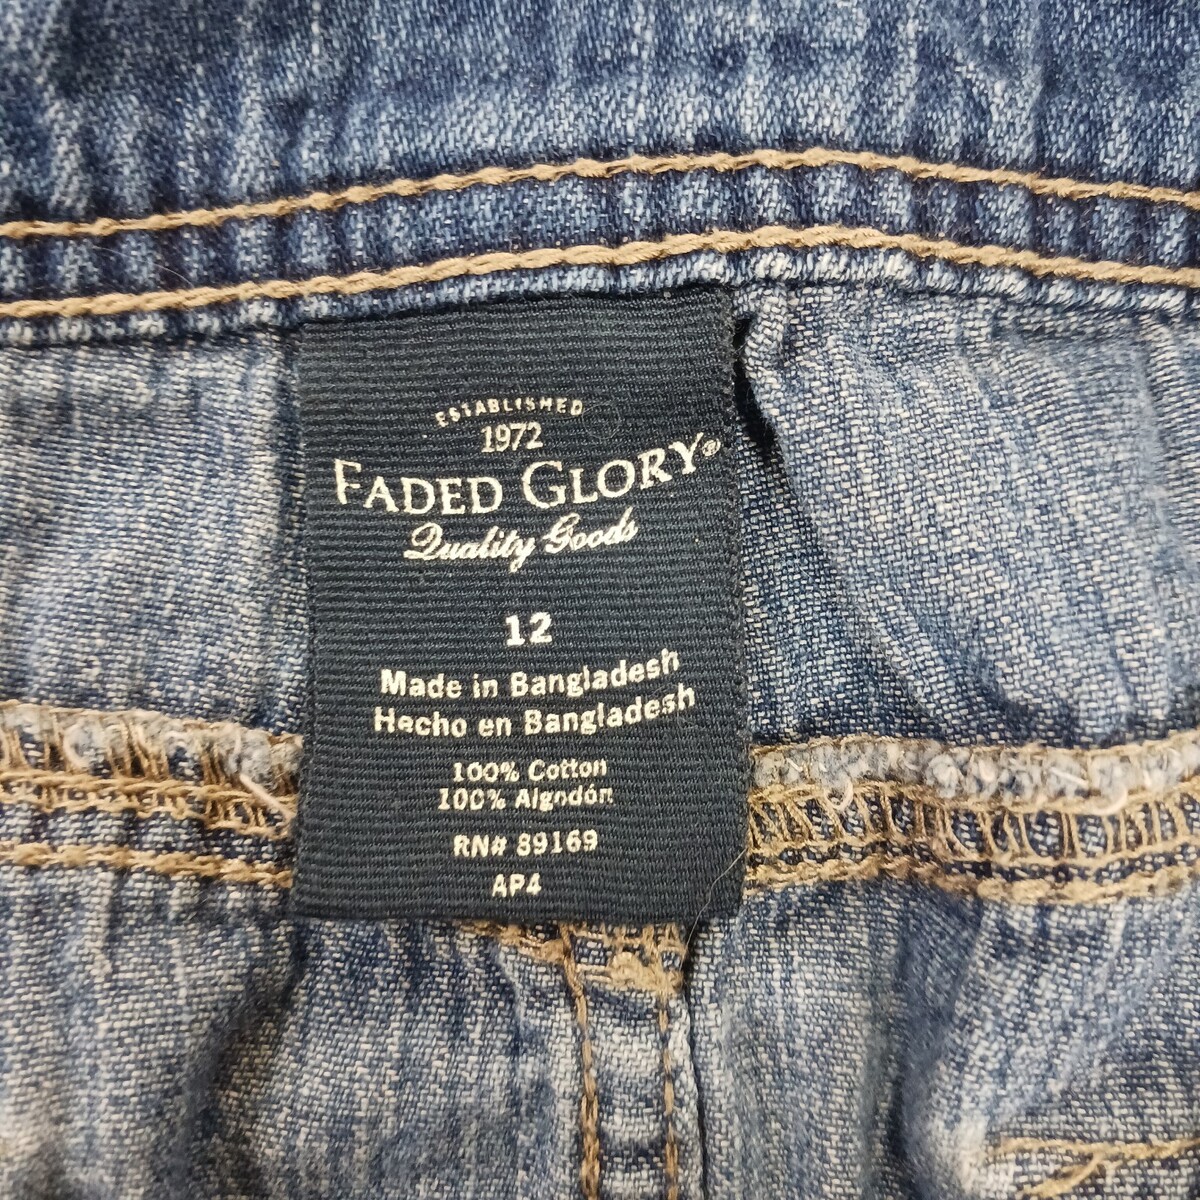 ESTABLISHED
1972
FADED GLORY®
Quality Goods
12
Made in Bangladesh
Hecho en Bangladesh
100% Cotton
100% Algodón
RN# 89169
AP4